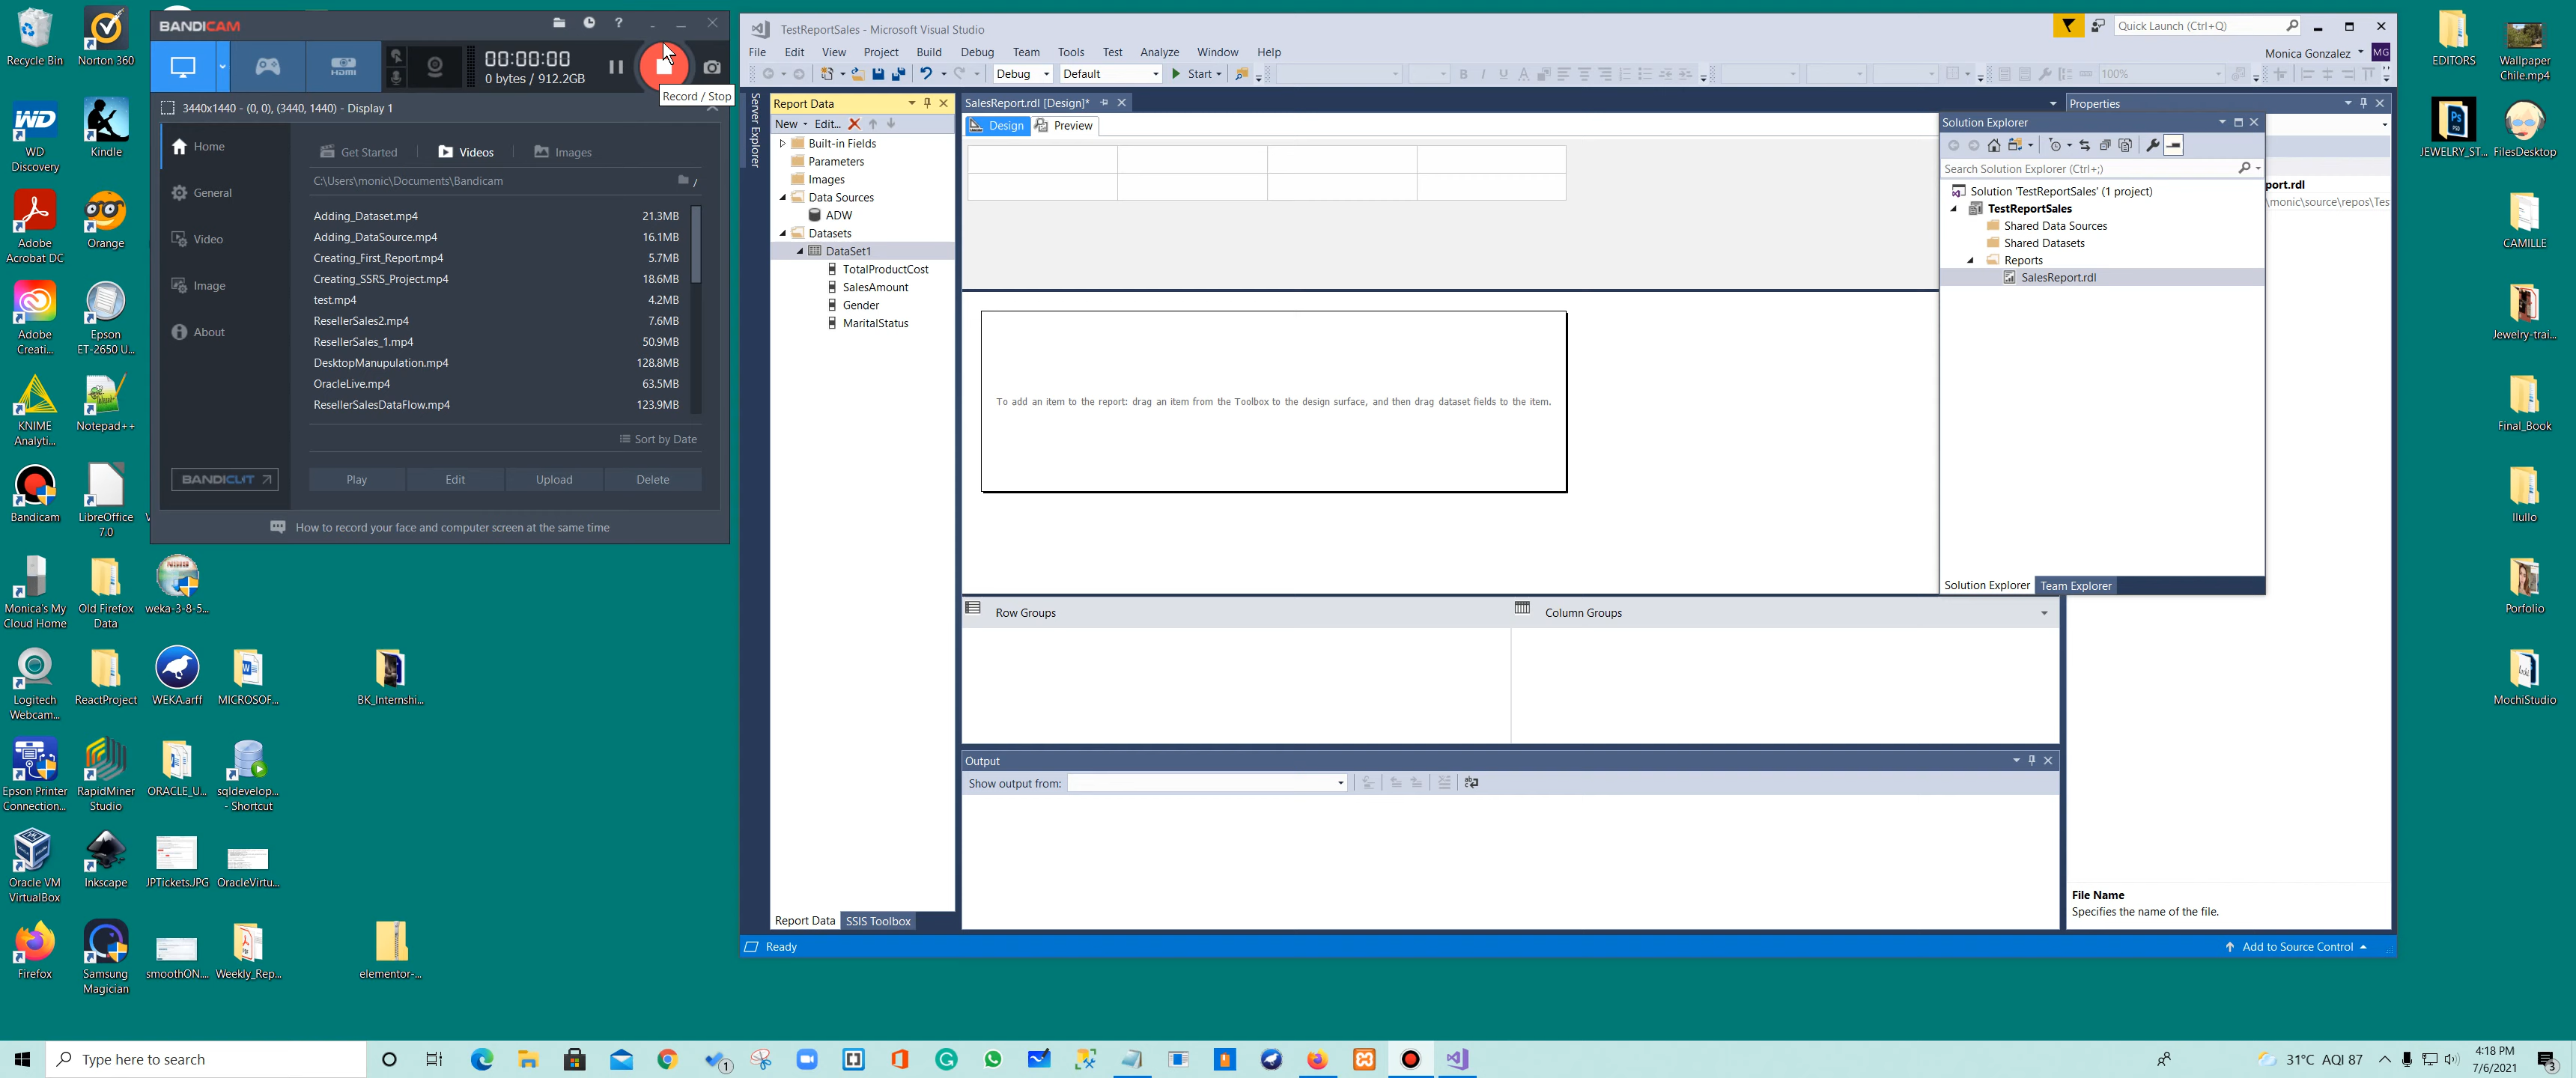 Recycle Bin
Norton 360
WD Discovery
Kindle
Adobe Acrobat DC
Orange
Adobe Creati...
Epson ET-2650 U...
KNIME Analyti...
Notepad++
Bandicam
LibreOffice 7.0
Monica's My Cloud Home
Old Firefox Data
weka-3-8-5...
Logitech Webcam...
ReactProject
WEKA.arff
MICROSOF...
BK_Internshi...
Epson Printer Connection...
RapidMiner Studio
ORACLE_U...
sqldevelop... - Shortcut
Oracle VM VirtualBox
Inkscape
JPTickets.JPG
OracleVirtu...
Firefox
Samsung Magician
smoothON....
Weekly_Rep...
elementor-...
BANDICAM
00:00:00
0 bytes / 912.2GB
Record / Stop
3440x1440 - (0, 0), (3440, 1440) - Display 1
Home
General
Video
Image
About
BANDICUT
Get Started
Videos
Images
C:\Users\monic\Documents\Bandicam
Adding_Dataset.mp4 21.3MB
Adding_DataSource.mp4 16.1MB
Creating_First_Report.mp4 5.7MB
Creating_SSRS_Project.mp4 18.6MB
test.mp4 4.2MB
ResellerSales2.mp4 7.6MB
ResellerSales_1.mp4 50.9MB
DesktopManupulation.mp4 128.8MB
OracleLive.mp4 63.5MB
ResellerSalesDataFlow.mp4 123.9MB
Sort by Date
Play Edit Upload Delete
How to record your face and computer screen at the same time
TestReportSales - Microsoft Visual Studio
Quick Launch (Ctrl+Q)
File Edit View Project Build Debug Team Tools Test Analyze Window Help
Monica Gonzalez MG
Debug Default Start 100%
Server Explorer
Report Data
New Edit...
Built-in Fields
Parameters
Images
Data Sources
ADW
Datasets
DataSet1
TotalProductCost
SalesAmount
Gender
MaritalStatus
Report Data SSIS Toolbox
SalesReport.rdl [Design]*
Design Preview
To add an item to the report: drag an item from the Toolbox to the design surface, and then drag dataset fields to the item.
Row Groups
Column Groups
Output
Show output from:
Solution Explorer
Search Solution Explorer (Ctrl+;)
Solution 'TestReportSales' (1 project)
TestReportSales
Shared Data Sources
Shared Datasets
Reports
SalesReport.rdl
Solution Explorer Team Explorer
Properties
port.rdl
\monic\source\repos\Tes
File Name
Specifies the name of the file.
Ready
Add to Source Control
EDITORS
Wallpaper Chile.mp4
JEWELRY_ST...
FilesDesktop
CAMILLE
Jewelry-trai...
Final_Book
Ilullo
Porfolio
MochiStudio
Type here to search
1
31°C AQI 87
4:18 PM
7/6/2021
3